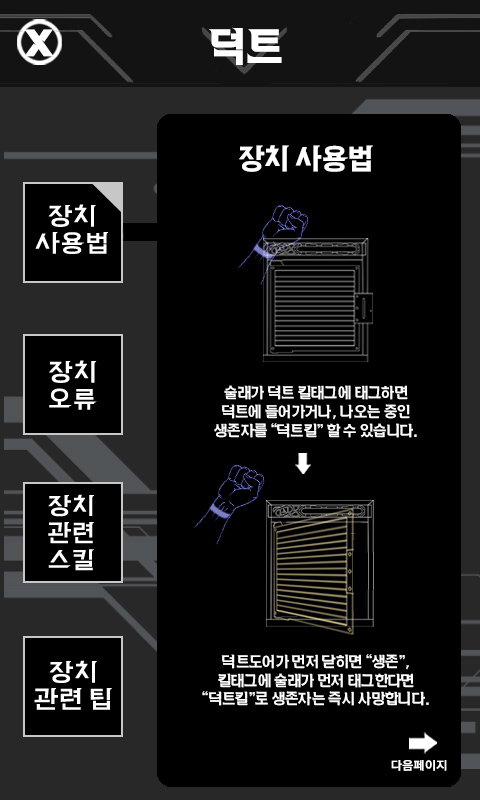 X
덕트
장치 사용법
장치
사용법
술래가 덕트 킬태그에 태그하면
덕트에 들어가거나, 나오는 중인
생존자를 “덕트킬” 할 수 있습니다.
장치
오류
장치
관련
스킬
덕트도어가 먼저 닫히면 “생존”,
킬태그에 술래가 먼저 태그한다면
“덕트킬”로 생존자는 즉시 사망합니다.
장치
관련 팁
다음페이지